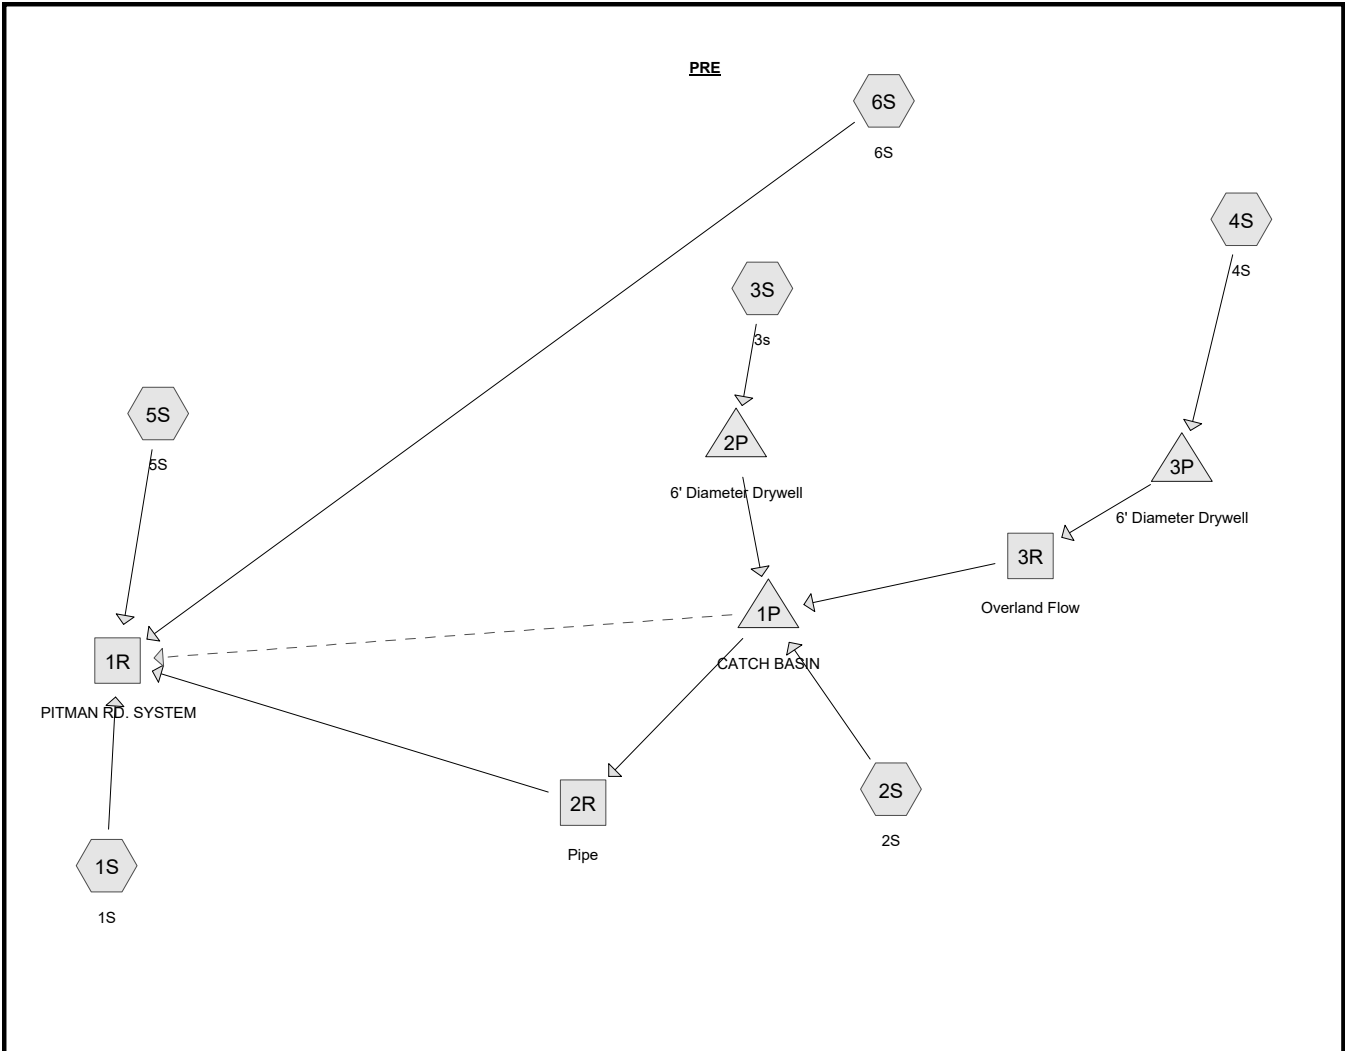 PRE
6S
6S
4S
4S
3S
3s
5S
5S
2P
6' Diameter Drywell
3P
6' Diameter Drywell
3R
Overland Flow
1P
CATCH BASIN
1R
PITMAN RD. SYSTEM
2R
Pipe
2S
2S
1S
1S